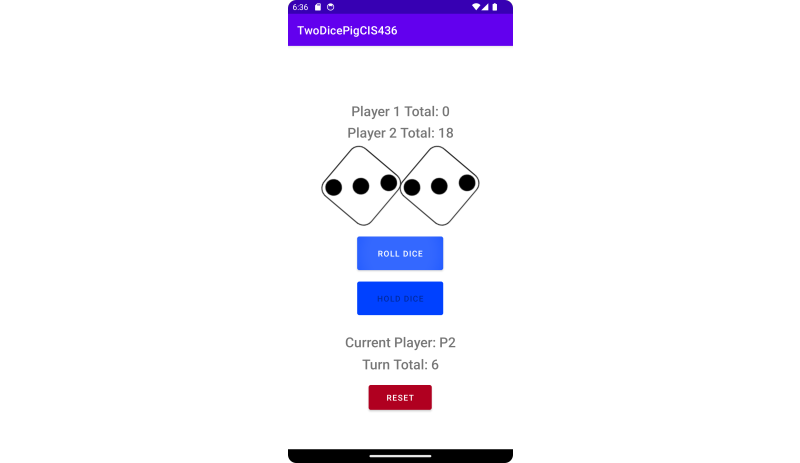 6:36
TwoDicePigCIS436
Player 1 Total: 0
Player 2 Total: 18
ROLL DICE
HOLD DICE
Current Player: P2
Turn Total: 6
RESET